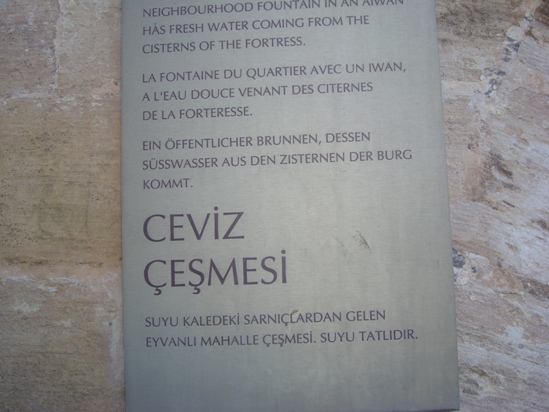 NEIGHBOURHOOD FOUNTAIN IN AN AIWAN
HAS FRESH WATER COMING FROM THE
CISTERNS OF THE FORTRESS.
LA FONTAINE DU QUARTIER AVEC UN IWAN,
A L'EAU DOUCE VENANT DES CITERNES
DE LA FORTERESSE.
EIN ÖFFENTLICHER BRUNNEN, DESSEN
SÜSSWASSER AUS DEN ZISTERNEN DER BURG
KOMMT.
CEVİZ
ÇEŞMESİ
SUYU KALEDEKİ SARNIÇLARDAN GELEN
EYVANLI MAHALLE ÇEŞMESİ. SUYU TATLIDIR.